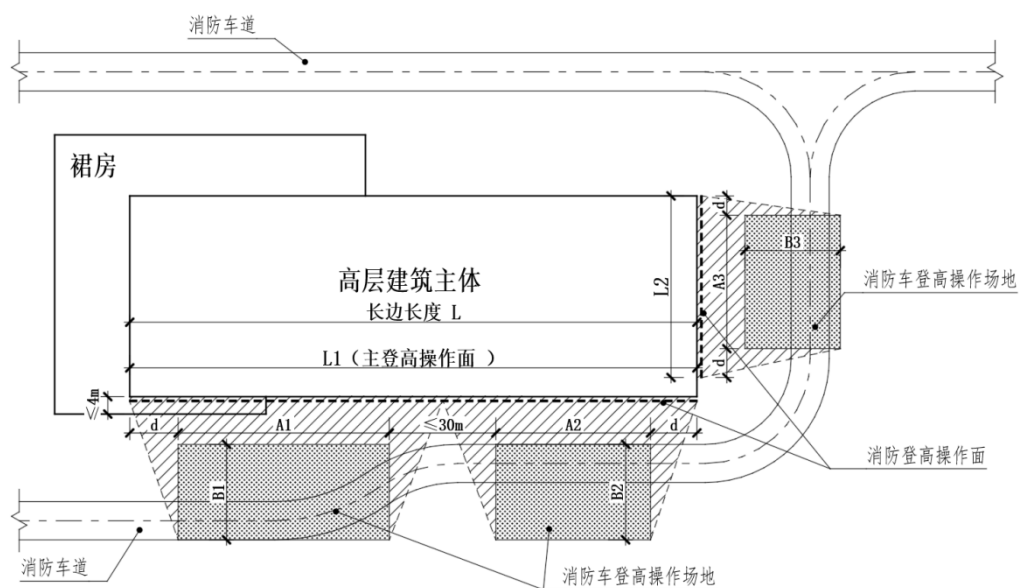 消防车道
裙房
d
B3
A3
L2
高层建筑主体
长边长度 L
消防车登高操作场地
L1（主登高操作面 ）
d
≤4m
d
A1
≤30m
A2
d
消防登高操作面
B1
B2
消防车道
消防车登高操作场地